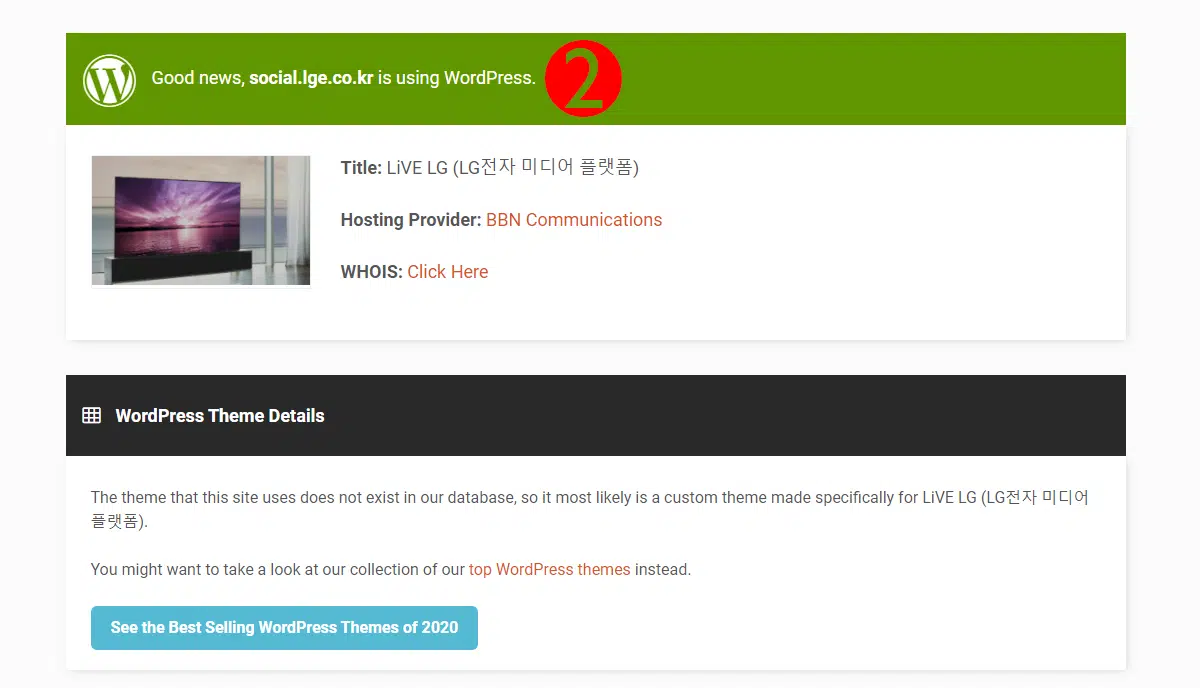 Good news, social.lge.co.kr is using WordPress. 2
Title: LiVE LG (LG전자 미디어 플랫폼)
Hosting Provider: BBN Communications
WHOIS: Click Here
WordPress Theme Details
The theme that this site uses does not exist in our database, so it most likely is a custom theme made specifically for LiVE LG (LG전자 미디어
플랫폼).
You might want to take a look at our collection of our top WordPress themes instead.
See the Best Selling WordPress Themes of 2020